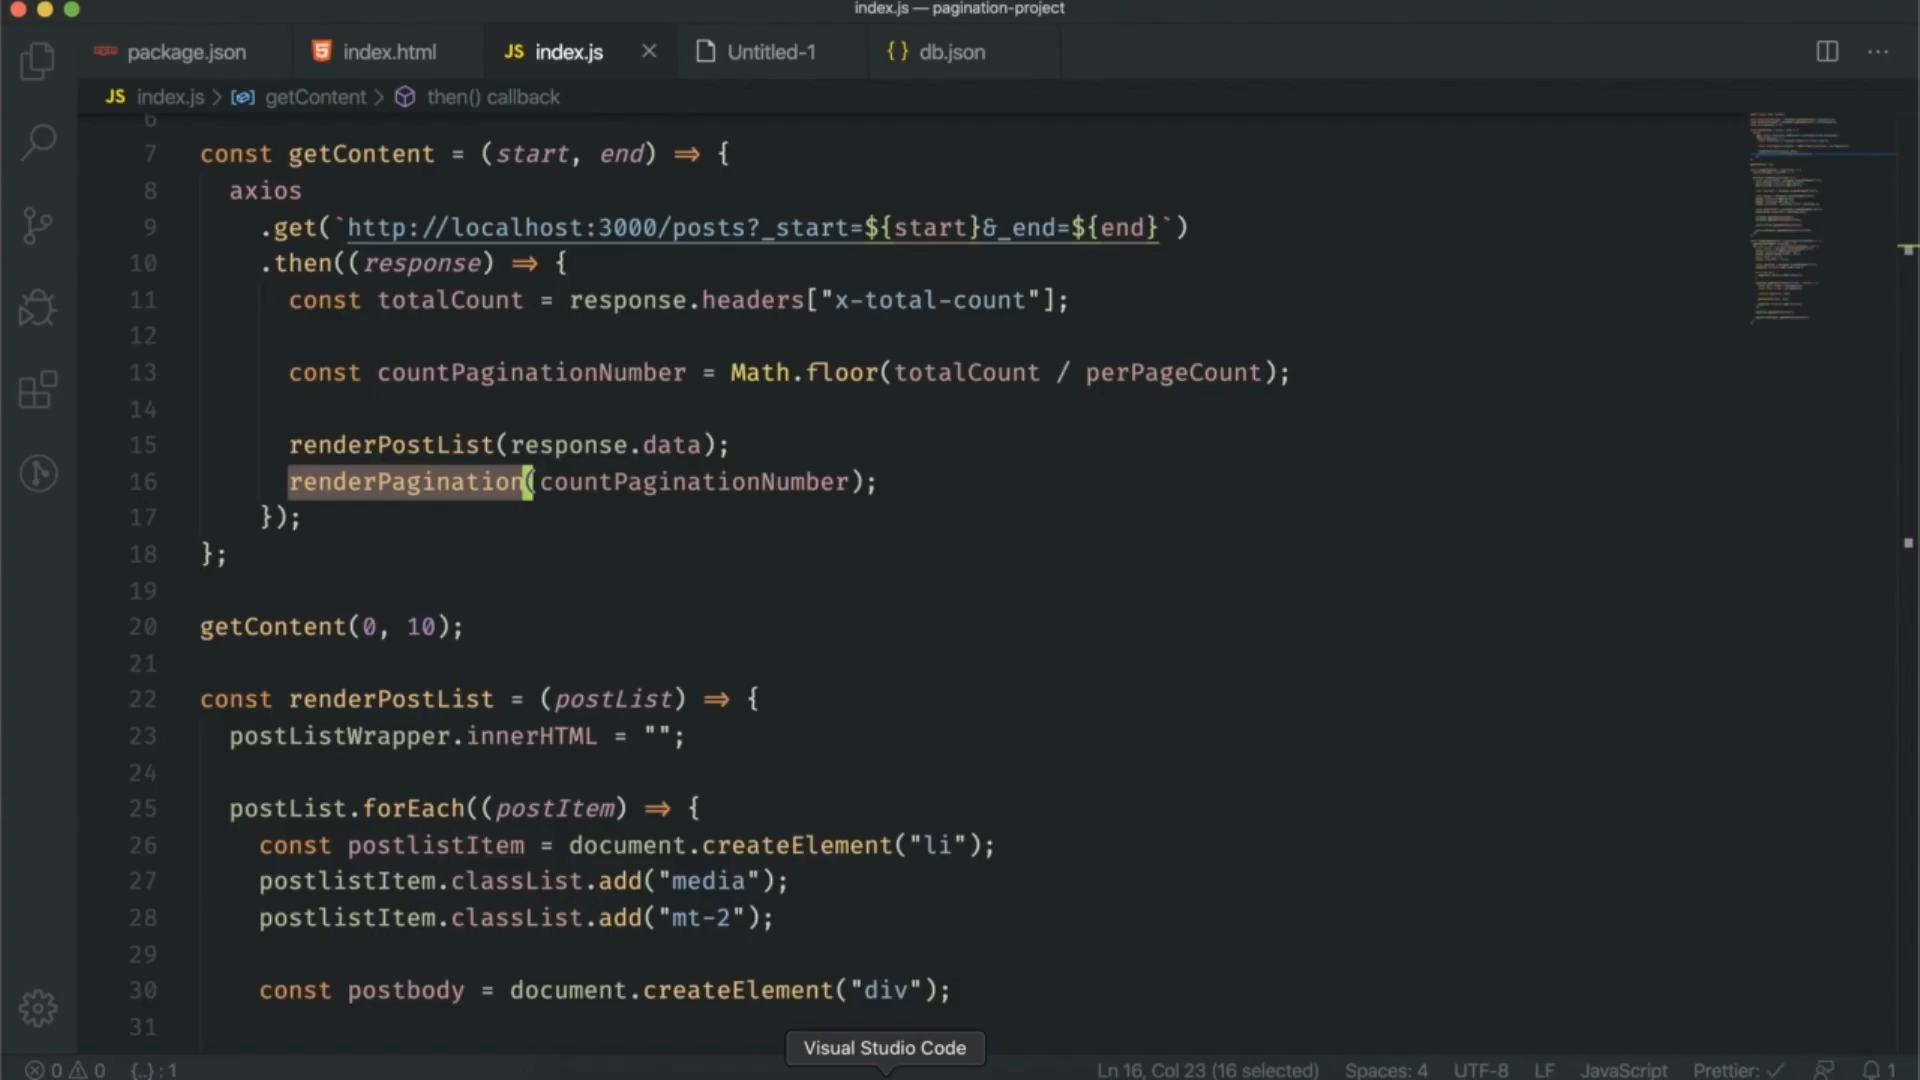 index.js — pagination-project
package.json
index.html
JS index.js
Untitled-1
{} db.json
JS index.js > getContent > then() callback
6
7 const getContent = (start, end) => {
8 axios
9 .get(`http://localhost:3000/posts?_start=${start}&_end=${end}`)
10 .then((response) => {
11 const totalCount = response.headers["x-total-count"];
12
13 const countPaginationNumber = Math.floor(totalCount / perPageCount);
14
15 renderPostList(response.data);
16 renderPagination(countPaginationNumber);
17 });
18 };
19
20 getContent(0, 10);
21
22 const renderPostList = (postList) => {
23 postListWrapper.innerHTML = "";
24
25 postList.forEach((postItem) => {
26 const postlistItem = document.createElement("li");
27 postlistItem.classList.add("media");
28 postlistItem.classList.add("mt-2");
29
30 const postbody = document.createElement("div");
31
Visual Studio Code
0 0 {..} : 1 Ln 16, Col 23 (16 selected) Spaces: 4 UTF-8 LF JavaScript Prettier: ✓ 1